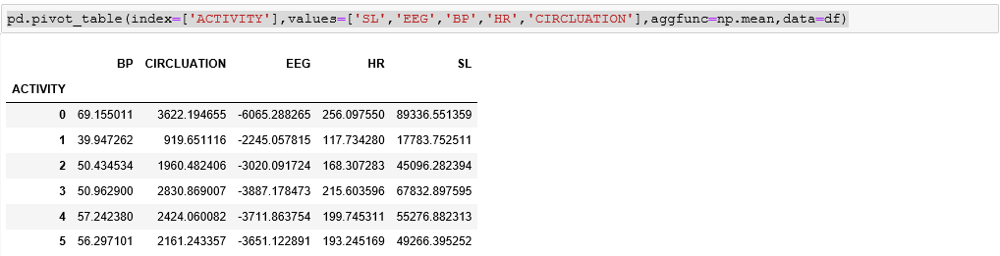 pd.pivot_table(index=['ACTIVITY'],values=['SL','EEG','BP','HR','CIRCLUATION'],aggfunc=np.mean,data=df)
BP CIRCLUATION EEG HR SL
ACTIVITY
0 69.155011 3622.194655 -6065.288265 256.097550 89336.551359
1 39.947262 919.651116 -2245.057815 117.734280 17783.752511
2 50.434534 1960.482406 -3020.091724 168.307283 45096.282394
3 50.962900 2830.869007 -3887.178473 215.603596 67832.897595
4 57.242380 2424.060082 -3711.863754 199.745311 55276.882313
5 56.297101 2161.243357 -3651.122891 193.245169 49266.395252